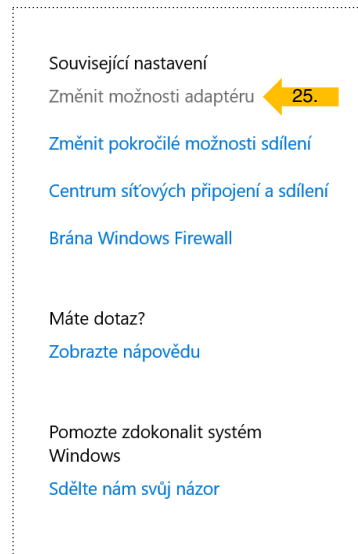 Související nastavení
Změnit možnosti adaptéru 25.
Změnit pokročilé možnosti sdílení
Centrum síťových připojení a sdílení
Brána Windows Firewall
Máte dotaz?
Zobrazte nápovědu
Pomozte zdokonalit systém
Windows
Sdělte nám svůj názor